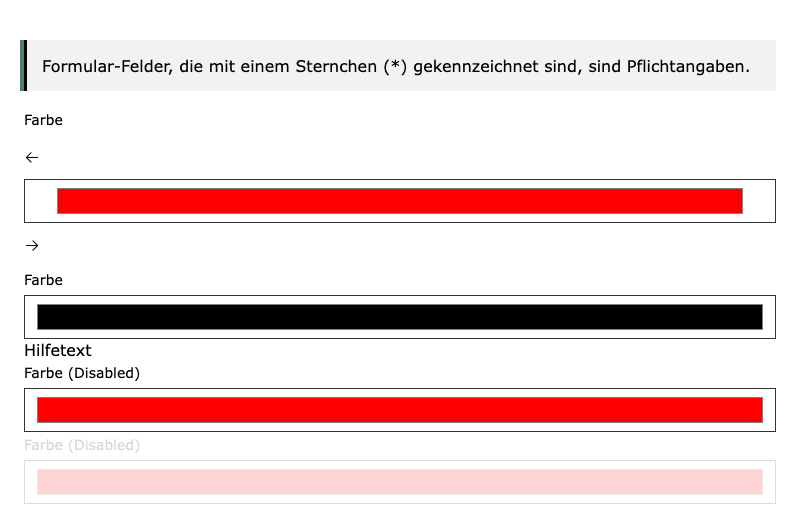 Formular-Felder, die mit einem Sternchen (*) gekennzeichnet sind, sind Pflichtangaben.
Farbe
←
→
Farbe
Hilfetext
Farbe (Disabled)
Farbe (Disabled)